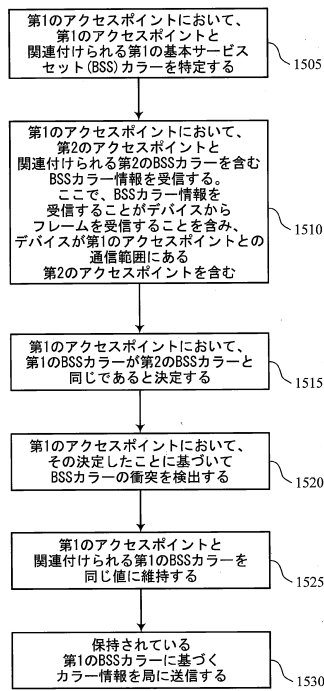 第1のアクセスポイントにおいて、
第1のアクセスポイントと
関連付けられる第1の基本サービス
セット(BSS)カラーを特定する
1505
第1のアクセスポイントにおいて、
第2のアクセスポイントと
関連付けられる第2のBSSカラーを含む
BSSカラー情報を受信する。
ここで、BSSカラー情報を
受信することがデバイスから
フレームを受信することを含み、
デバイスが第1のアクセスポイントとの
通信範囲にある
第2のアクセスポイントを含む
1510
第1のアクセスポイントにおいて、
第1のBSSカラーが第2のBSSカラーと
同じであると決定する
1515
第1のアクセスポイントにおいて、
その決定したことに基づいて
BSSカラーの衝突を検出する
1520
第1のアクセスポイントと
関連付けられる第1のBSSカラーを
同じ値に維持する
1525
保持されている
第1のBSSカラーに基づく
カラー情報を局に送信する
1530